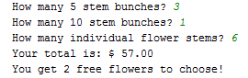 How many 5 stem bunches? 3
How many 10 stem bunches? 1
How many individual flower stems? 6
Your total is: $ 57.00
You get 2 free flowers to choose!